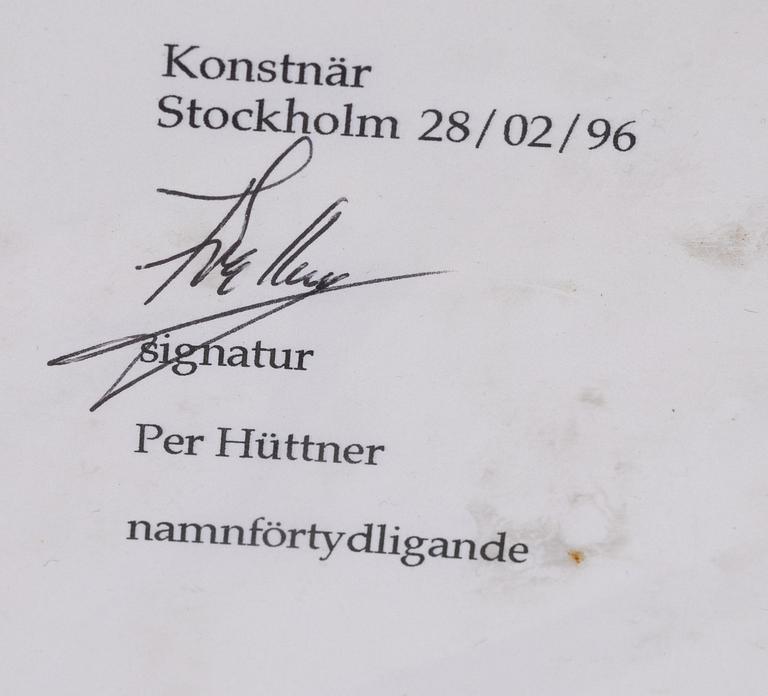 Konstnär
Stockholm 28/02/96
signatur
Per Hüttner
namnförtydligande